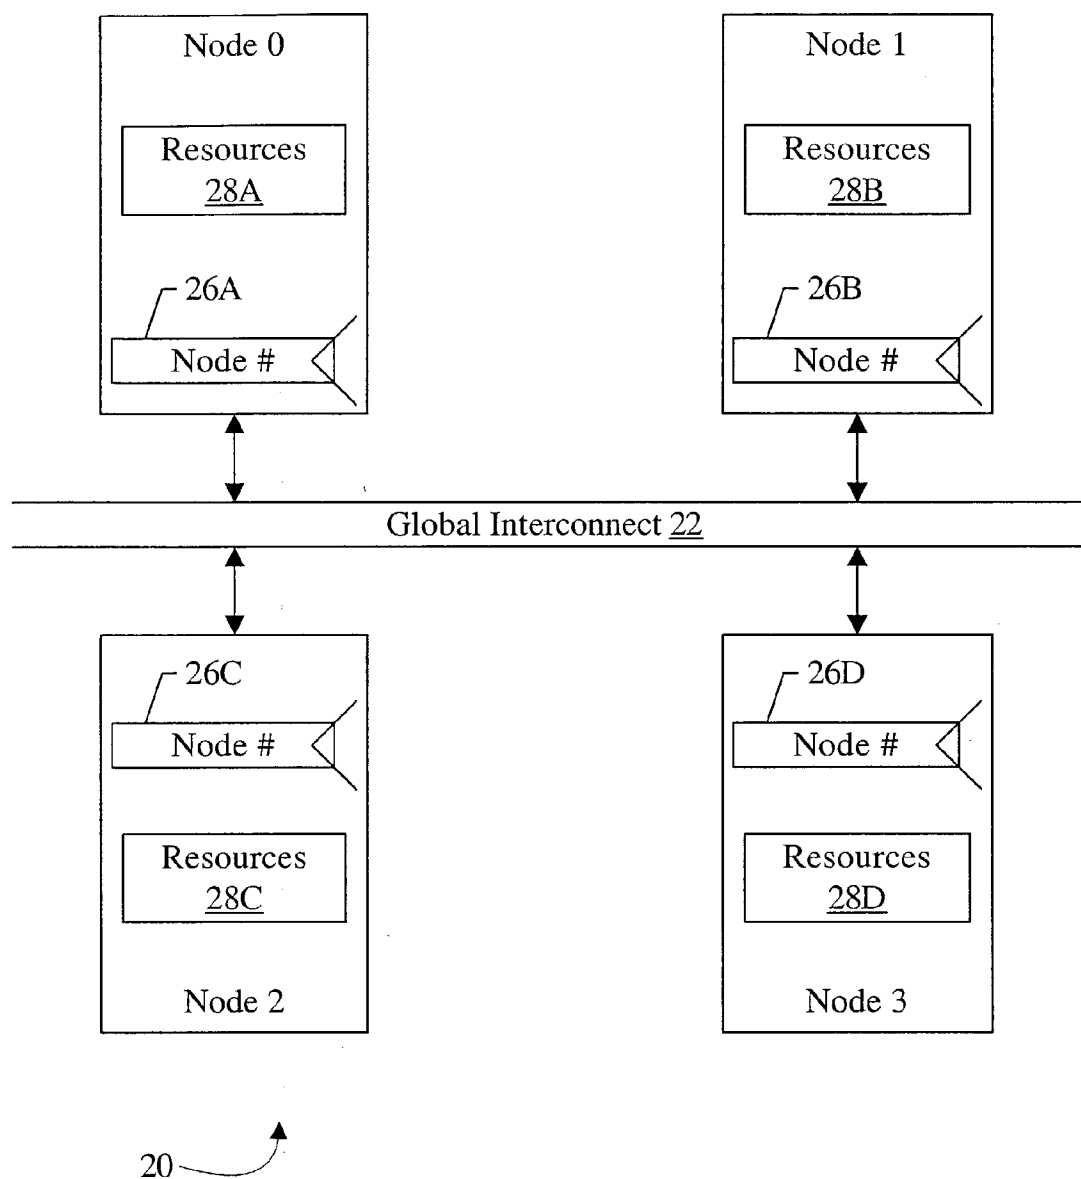 Node 0
Node 1
Resources
28A
Resources
28B
26A
26B
Node #
Node #
Global Interconnect 22
26C
26D
Node #
Node #
Resources
28C
Resources
28D
Node 2
Node 3
20